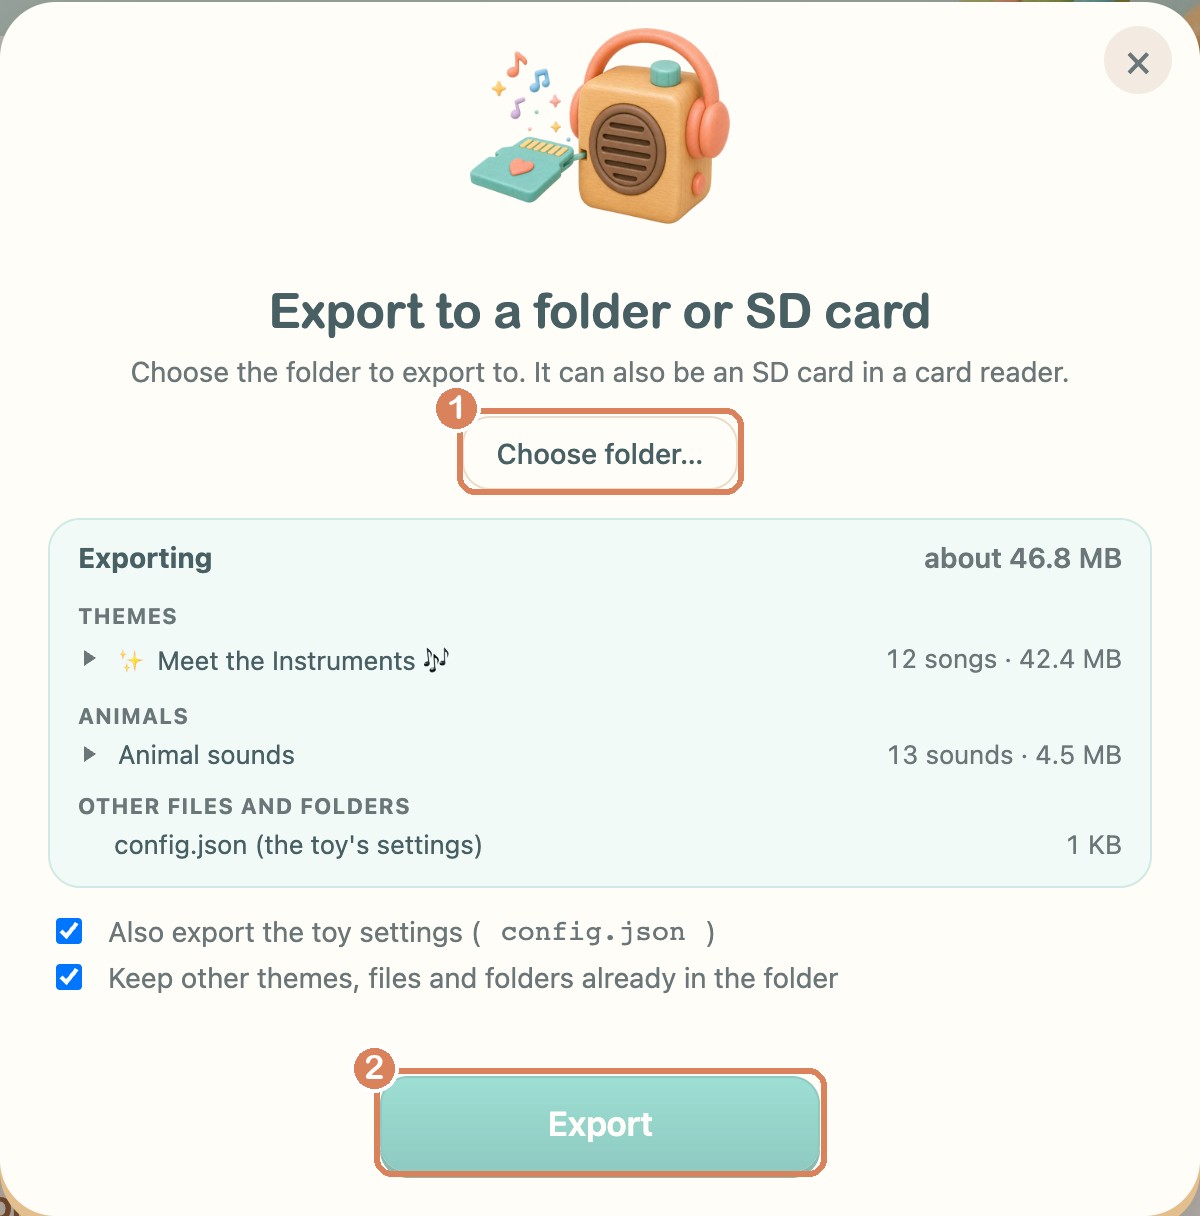 Export to a folder or SD card
Choose the folder to export to. It can also be an SD card in a card reader.
1
Choose folder...
Exporting about 46.8 MB
THEMES
✨ Meet the Instruments 🎶 12 songs · 42.4 MB
ANIMALS
Animal sounds 13 sounds · 4.5 MB
OTHER FILES AND FOLDERS
config.json (the toy's settings) 1 KB
Also export the toy settings ( config.json )
Keep other themes, files and folders already in the folder
2
Export